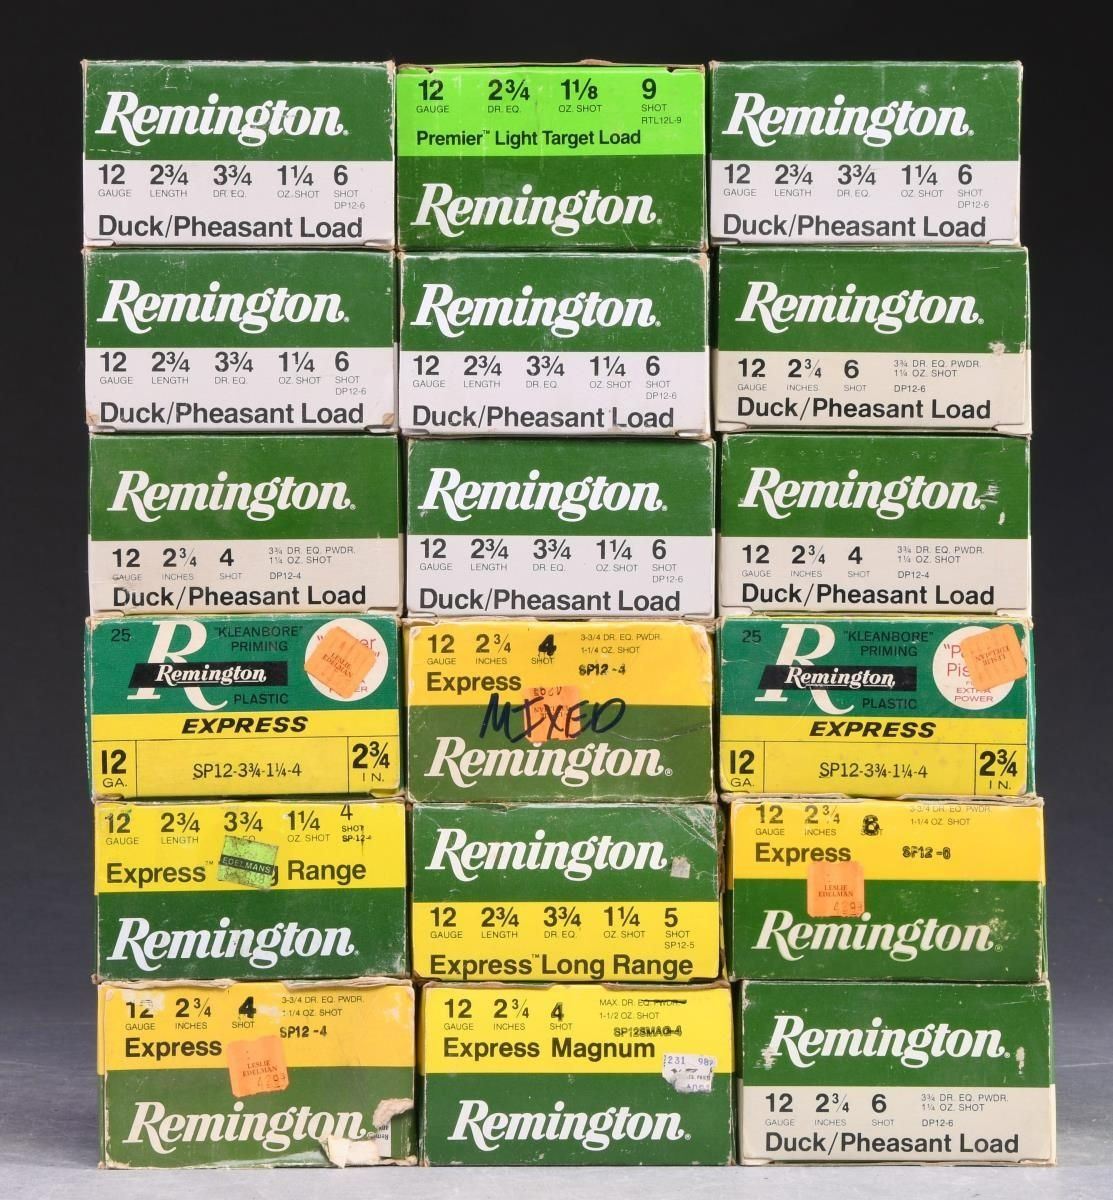 Remington.
12 2¾ 3¾ 1¼ 6
GAUGE LENGTH DR. EQ. OZ. SHOT SHOT
DP12-6
Duck/Pheasant Load
12 2¾ 1⅛ 9
GAUGE DR. EQ. OZ. SHOT SHOT
RTL12L-9
Premier™ Light Target Load
Remington.
Remington.
12 2¾ 3¾ 1¼ 6
GAUGE LENGTH DR. EQ. OZ. SHOT SHOT
DP12-6
Duck/Pheasant Load
Remington.
12 2¾ 3¾ 1¼ 6
GAUGE LENGTH DR. EQ. OZ. SHOT SHOT
DP12-6
Duck/Pheasant Load
Remington.
12 2¾ 3¾ 1¼ 6
GAUGE LENGTH DR. EQ. OZ. SHOT SHOT
DP12-6
Duck/Pheasant Load
Remington.
12 2¾ 6 3¾ DR. EQ. PWDR.
1¼ OZ. SHOT
GAUGE INCHES SHOT DP12-6
Duck/Pheasant Load
Remington.
12 2¾ 4 3¾ DR. EQ. PWDR.
1¼ OZ. SHOT
GAUGE INCHES SHOT DP12-4
Duck/Pheasant Load
Remington.
12 2¾ 3¾ 1¼ 6
GAUGE LENGTH DR. EQ. OZ. SHOT SHOT
DP12-6
Duck/Pheasant Load
Remington.
12 2¾ 4 3¾ DR. EQ. PWDR.
1¼ OZ. SHOT
GAUGE INCHES SHOT DP12-4
Duck/Pheasant Load
25 R "KLEANBORE"
PRIMING
Remington
PLASTIC
LESLIE
EDELMAN
EXPRESS
12 GA. SP12-3¾-1¼-4 2¾ IN.
12 2¾ 4 3-3/4 DR. EQ. PWDR.
GAUGE INCHES SHOT 1-1/4 OZ. SHOT
Express SP12-4
MIXED
Remington®
25 R "KLEANBORE"
PRIMING
Remington
PLASTIC
LESLIE
EDELMAN
EXTRA
POWER
EXPRESS
12 GA. SP12-3¾-1¼-4 2¾ IN.
12 2¾ 3¾ 1¼ 4
GAUGE LENGTH OZ. SHOT SHOT
SP-12-4
Express™ Range
EDELMANS
Remington.
Remington.
12 2¾ 3¾ 1¼ 5
GAUGE LENGTH DR. EQ. OZ. SHOT SHOT
SP12-5
Express™ Long Range
12 2¾ 6 3-3/4 DR. EQ. PWDR.
GAUGE INCHES SHOT 1-1/4 OZ. SHOT
Express SP12-6
LESLIE
EDELMAN
Remington®
12 2¾ 4 3-3/4 DR. EQ. PWDR.
GAUGE INCHES SHOT 1-1/4 OZ. SHOT
Express SP12-4
LESLIE
EDELMAN
Remington.
12 2¾ 4 MAX. DR. EQ. PWDR.
GAUGE INCHES SHOT 1-1/2 OZ. SHOT
SP12SMAG-4
Express Magnum
Remington®
Remington.
12 2¾ 6 3¾ DR. EQ. PWDR.
1¼ OZ. SHOT
GAUGE INCHES SHOT DP12-6
Duck/Pheasant Load